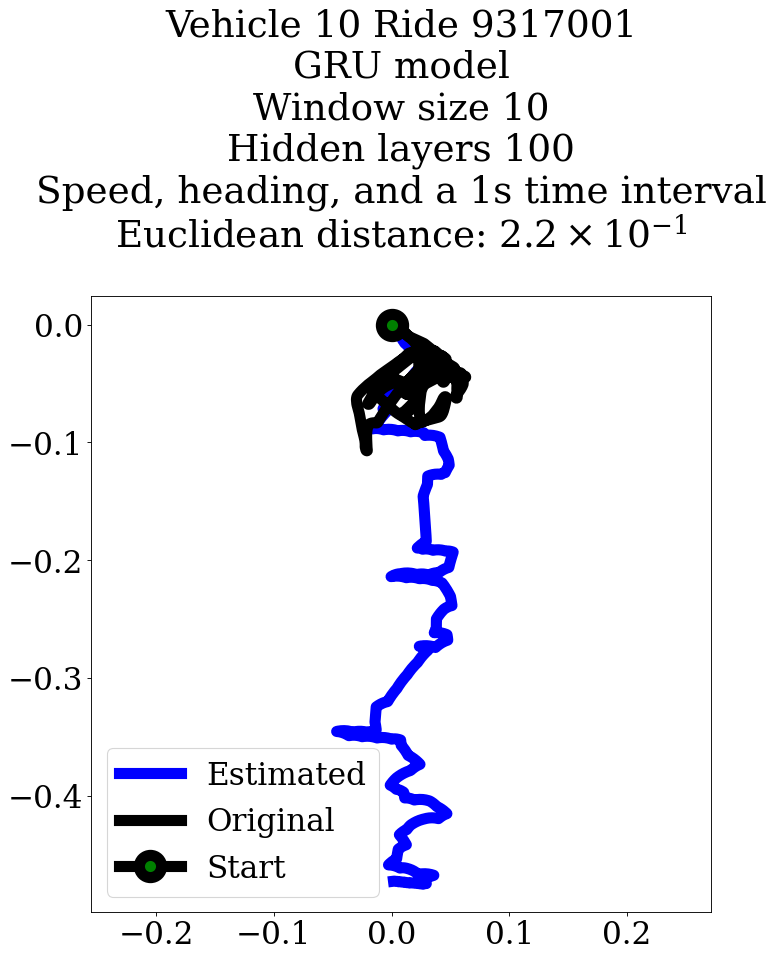 Vehicle 10 Ride 9317001
GRU model
Window size 10
Hidden layers 100
Speed, heading, and a 1s time interval
Euclidean distance: 2.2 × 10⁻¹
0.0
−0.1
−0.2
−0.3
−0.4
Estimated
Original
Start
−0.2 −0.1 0.0 0.1 0.2